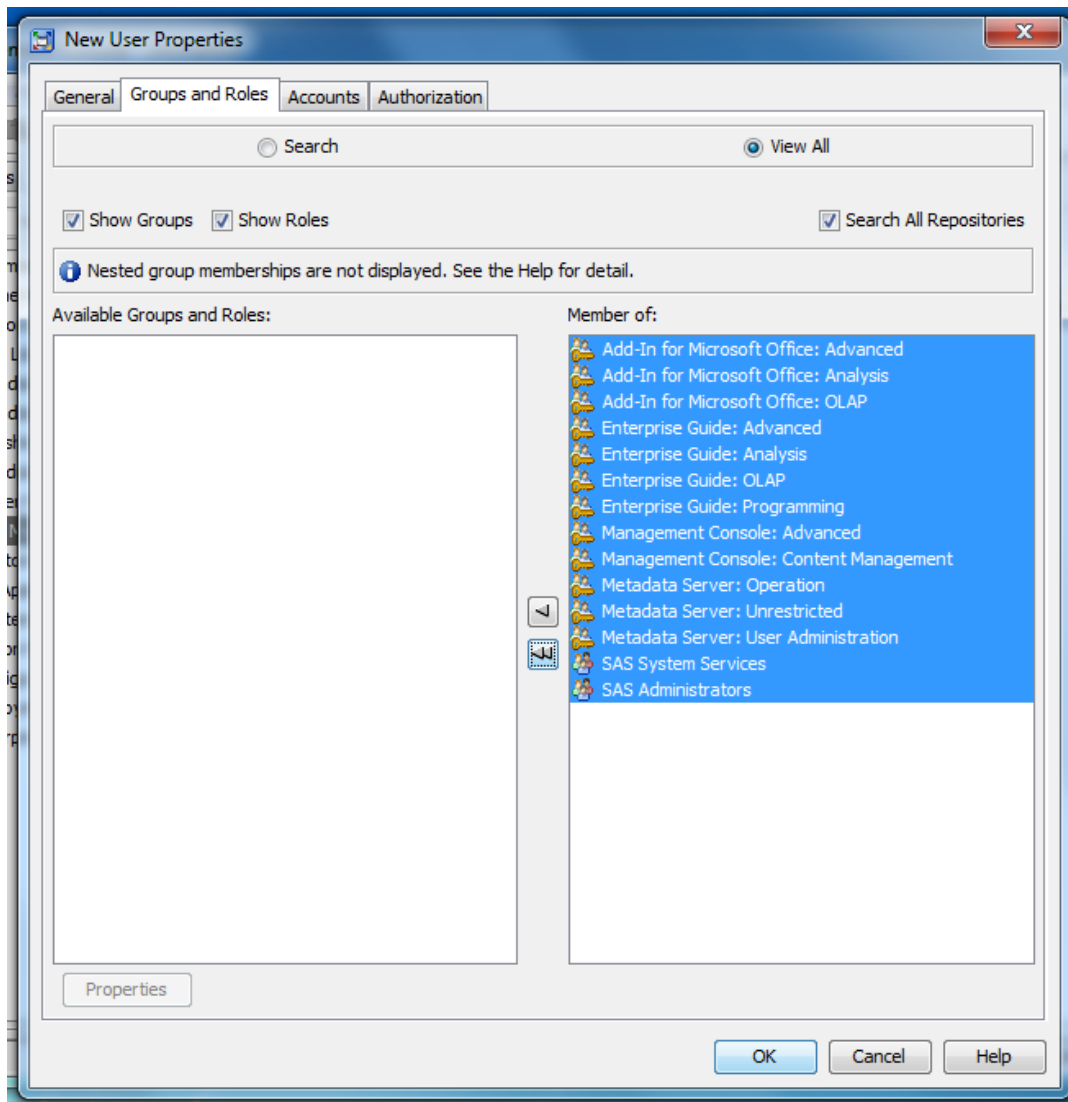 New User Properties
General Groups and Roles Accounts Authorization
Search View All
Show Groups Show Roles Search All Repositories
Nested group memberships are not displayed. See the Help for detail.
Available Groups and Roles: Member of:
Add-In for Microsoft Office: Advanced
Add-In for Microsoft Office: Analysis
Add-In for Microsoft Office: OLAP
Enterprise Guide: Advanced
Enterprise Guide: Analysis
Enterprise Guide: OLAP
Enterprise Guide: Programming
Management Console: Advanced
Management Console: Content Management
Metadata Server: Operation
Metadata Server: Unrestricted
Metadata Server: User Administration
SAS System Services
SAS Administrators
Properties
OK Cancel Help